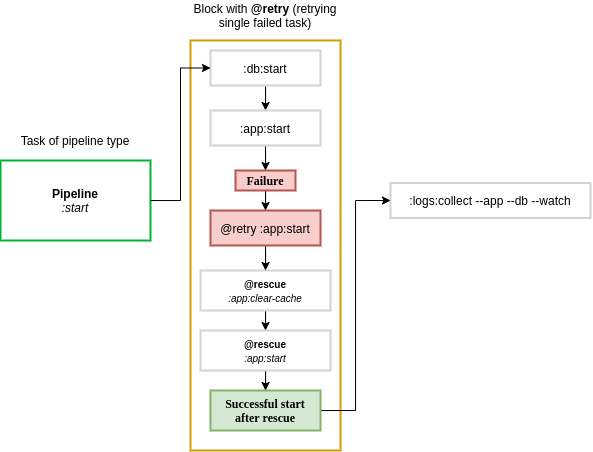 Block with @retry (retrying
single failed task)
:db:start
:app:start
Task of pipeline type
Pipeline
:start
Failure
:logs:collect --app --db --watch
@retry :app:start
@rescue
:app:clear-cache
@rescue
:app:start
Successful start
after rescue